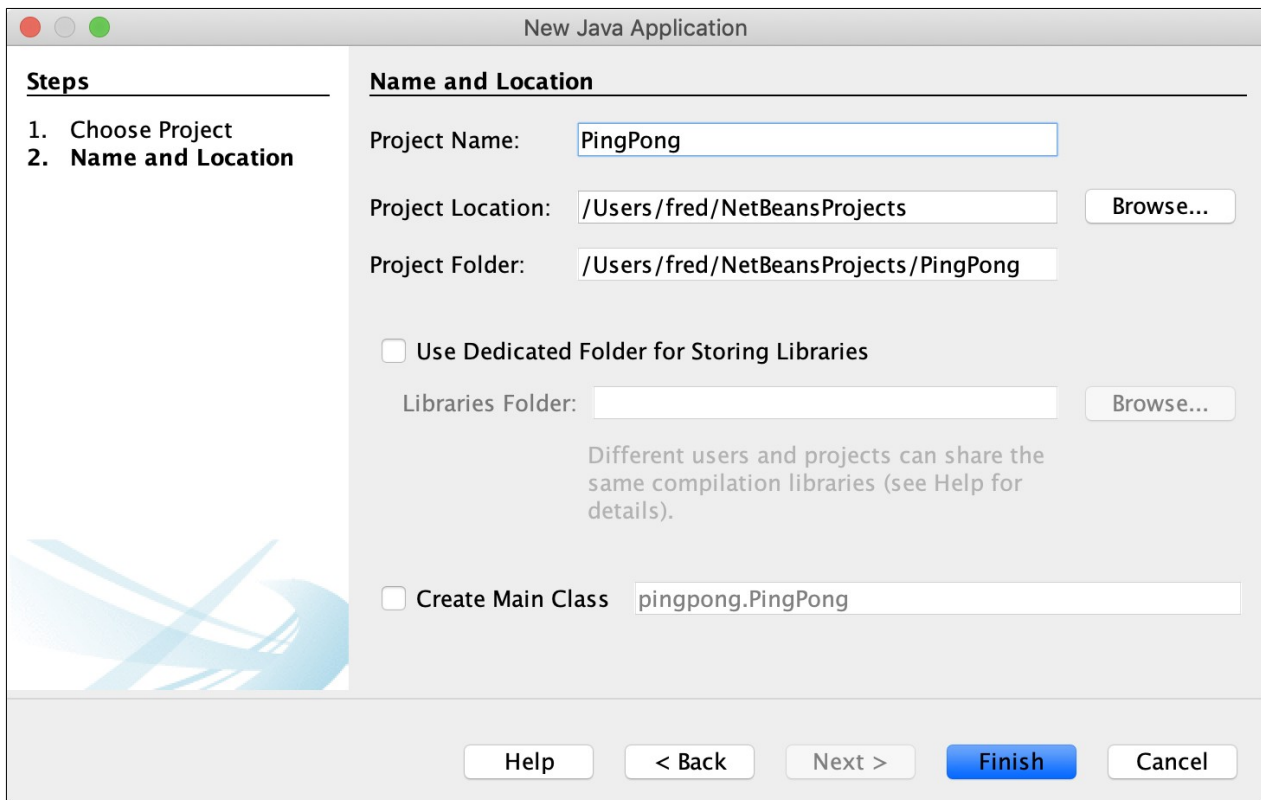 New Java Application
Steps
1. Choose Project
2. Name and Location
Name and Location
Project Name: PingPong
Project Location: /Users/fred/NetBeansProjects Browse...
Project Folder: /Users/fred/NetBeansProjects/PingPong
Use Dedicated Folder for Storing Libraries
Libraries Folder: Browse...
Different users and projects can share the
same compilation libraries (see Help for
details).
Create Main Class pingpong.PingPong
Help < Back Next > Finish Cancel